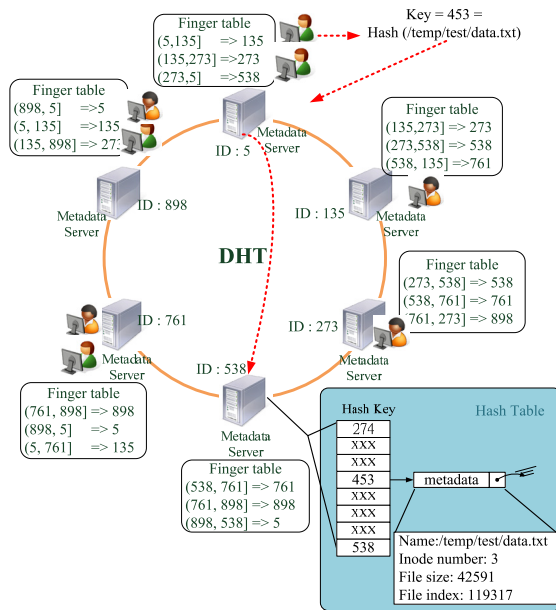 Key = 453 =
Hash (/temp/test/data.txt)
(5,135] => 135
(135,273] =>273
(273,5] =>538
Finger table
Finger table
(898, 5] =>5
(5, 135] =>135
(135, 898] => 273
Metadata
Server
ID : 5
Finger table
(135,273] => 273
(273,538] => 538
(538, 135] =>761
ID : 898
Metadata
Server
ID : 135
Metadata
Server
DHT
Finger table
(273, 538] => 538
(538, 761] => 761
(761, 273] => 898
ID : 761
Metadata
Server
ID : 273
Metadata
Server
Finger table
(761, 898] => 898
(898, 5] => 5
(5, 761] => 135
ID : 538
Metadata
Server
Finger table
(538, 761] => 761
(761, 898] => 898
(898, 538] => 5
Hash Key
Hash Table
274
XXX
XXX
453
XXX
XXX
XXX
538
metadata
Name:/temp/test/data.txt
Inode number: 3
File size: 42591
File index: 119317